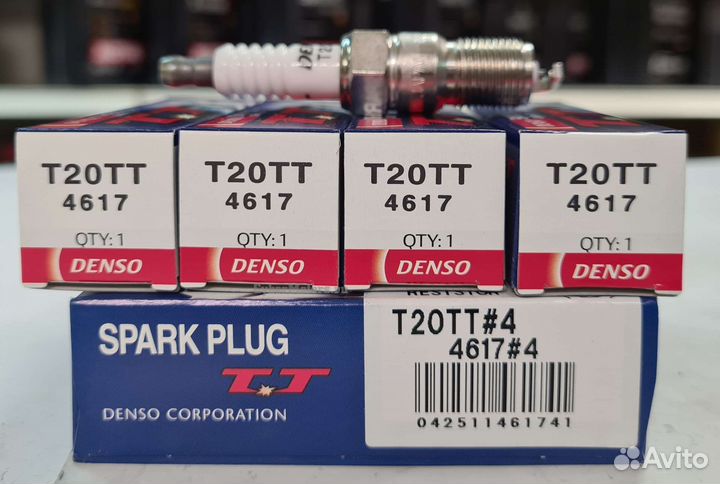 T20TT
4617
QTY: 1
DENSO
T20TT
4617
QTY: 1
DENSO
T20TT
4617
QTY: 1
DENSO
T20TT
4617
QTY: 1
DENSO
SPARK PLUG
TT
DENSO CORPORATION
RESISTOR
T20TT#4
4617#4
042511461741
Avito